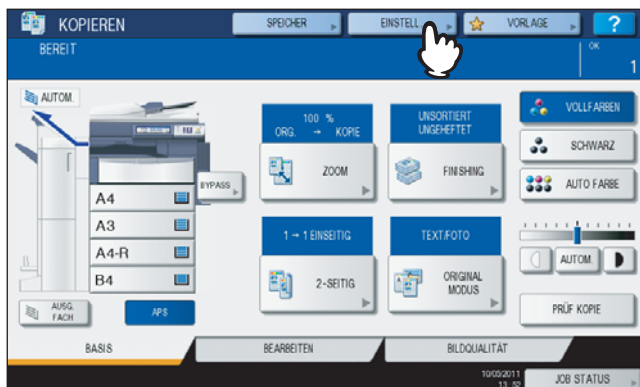 KOPIEREN
SPEICHER
EINSTELL.
VORLAGE
?
BEREIT
OK
1
AUTOM.
100 %
ORG. → KOPIE
UNSORTIERT
UNGEHEFTET
VOLLFARBEN
ZOOM
FINISHING
SCHWARZ
BYPASS
AUTO FARBE
A4
A3
A4-R
B4
1 → 1 EINSEITIG
TEXT/FOTO
2-SEITIG
ORIGINAL
MODUS
AUTOM.
AUSG.
FACH
APS
PRÜF KOPIE
BASIS
BEARBEITEN
BILDQUALITÄT
10/05/2011
13 52
JOB STATUS